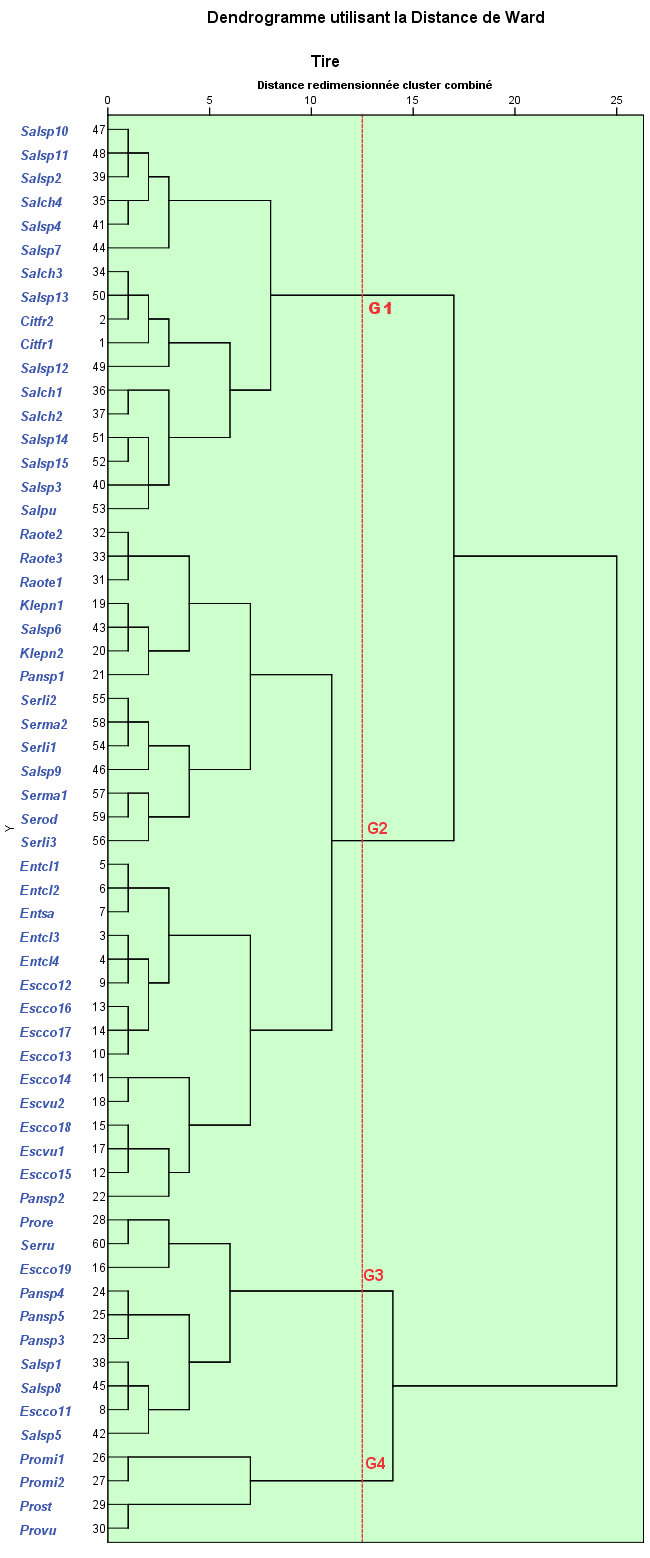 Dendrogramme utilisant la Distance de Ward
Tire
Distance redimensionnée cluster combiné
0 5 10 15 20 25
Salsp10 47
Salsp11 48
Salsp2 39
Salch4 35
Salsp4 41
Salsp7 44
Salch3 34
Salsp13 50
G1
Citfr2 2
Citfr1 1
Salsp12 49
Salch1 36
Salch2 37
Salsp14 51
Salsp15 52
Salsp3 40
Salpu 53
Raote2 32
Raote3 33
Raote1 31
Klepn1 19
Salsp6 43
Klepn2 20
Pansp1 21
Serli2 55
Serma2 58
Serli1 54
Salsp9 46
Serma1 57
Serod 59
Y
G2
Serli3 56
Entcl1 5
Entcl2 6
Entsa 7
Entcl3 3
Entcl4 4
Escco12 9
Escco16 13
Escco17 14
Escco13 10
Escco14 11
Escvu2 18
Escco18 15
Escvu1 17
Escco15 12
Pansp2 22
Prore 28
Serru 60
Escco19 16
G3
Pansp4 24
Pansp5 25
Pansp3 23
Salsp1 38
Salsp8 45
Escco11 8
Salsp5 42
Promi1 26
G4
Promi2 27
Prost 29
Provu 30